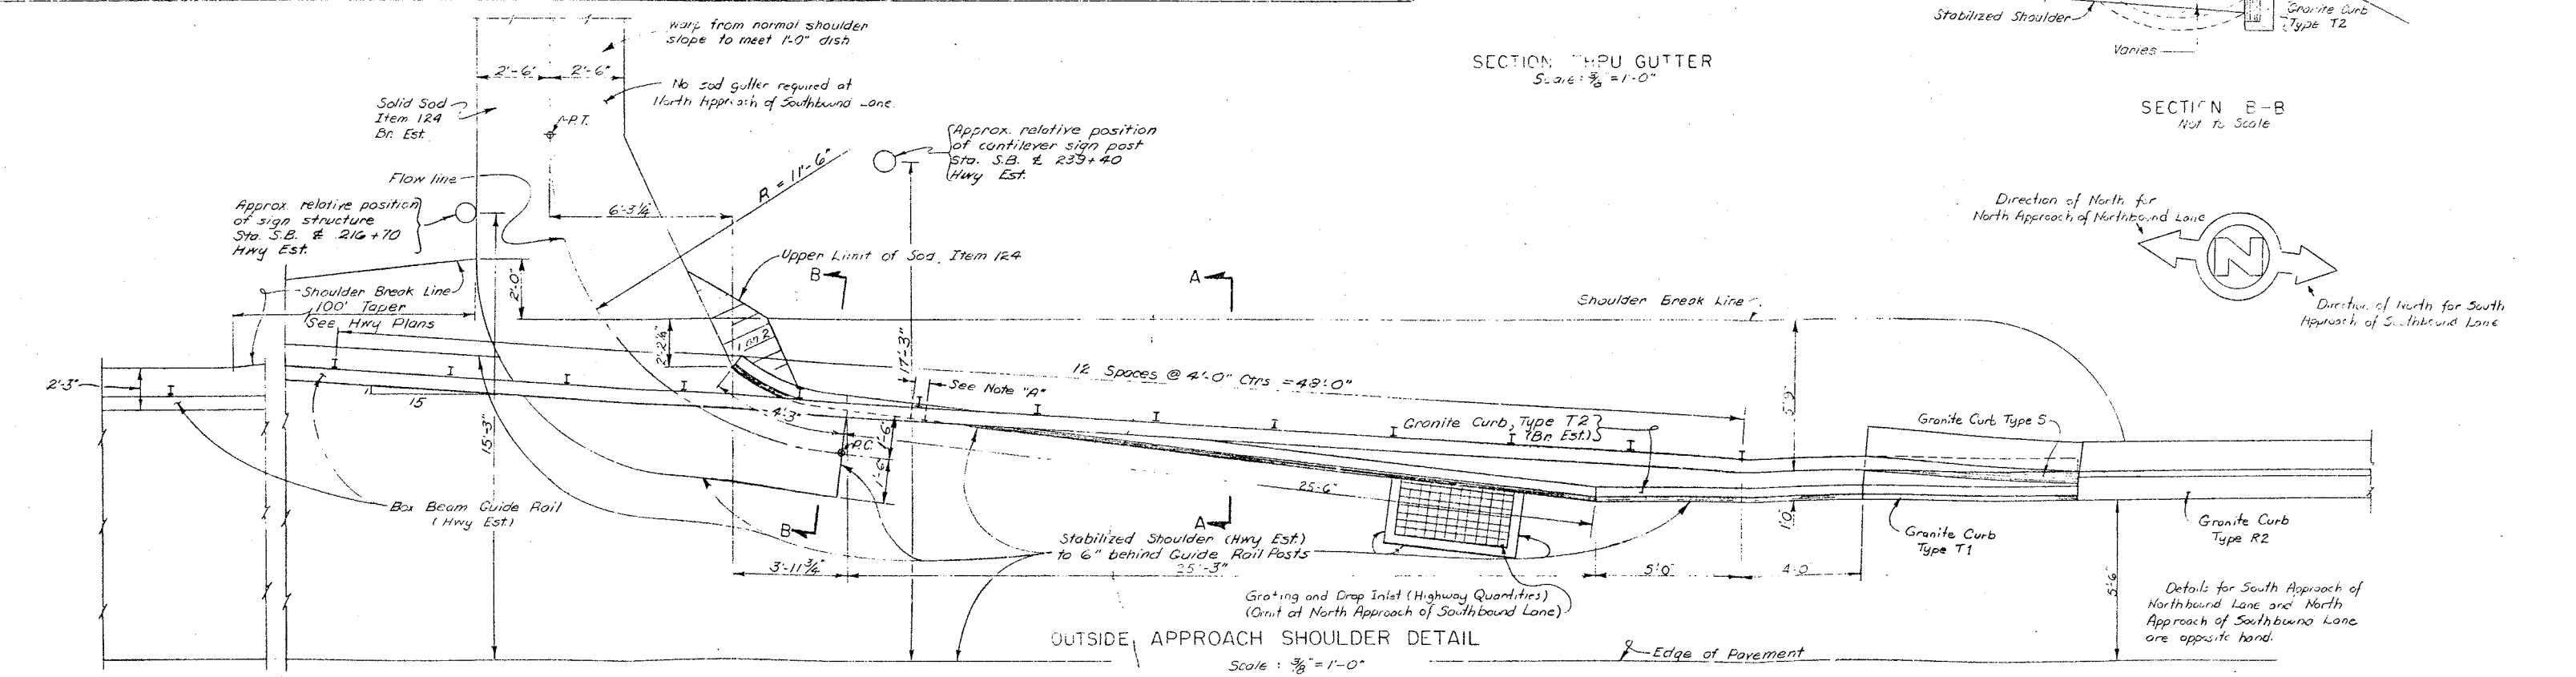 warp from normal shoulder
slope to meet 1'-0" dish
2'-6"
2'-6"
No sod gutter required at
North Approach of Southbound Lane.
Solid Sod
Item 124
Br. Est.
P.T.
Flow line
Approx. relative position
of sign structure
Sta. S.B. ⅊ 216+70
Hwy Est.
Approx. relative position
of cantilever sign post
Sta. S.B. ⅊ 239+40
Hwy Est.
R = 11'-6"
6'-3¼"
Upper Limit of Sod, Item 124
B
A
SECTION THRU GUTTER
Scale: ⅜"=1'-0"
Stabilized Shoulder
Granite Curb
Type T2
Varies
SECTION B-B
Not to Scale
Direction of North for
North Approach of Northbound Lane
N
Direction of North for South
Approach of Southbound Lane
Shoulder Break Line
100' Taper
See Hwy Plans
2'-0"
2'-2¼"
1 on 2
17'-3"
Shoulder Break Line
12 Spaces @ 4'-0" Ctrs = 48'-0"
See Note "A"
2'-3"
15
15'-3"
4'-3"
P.C.
1'-6"
1'-6"
Granite Curb, Type T2
(Br. Est.)
Granite Curb Type S
25'-6"
Box Beam Guide Rail
(Hwy Est.)
B
A
Stabilized Shoulder (Hwy Est.)
to 6" behind Guide Rail Posts
1'0"
Granite Curb
Type T1
Granite Curb
Type R2
3'-11¾"
25'-3"
5'-0"
4'-0"
5'-6"
Grating and Drop Inlet (Highway Quantities)
(Omit at North Approach of Southbound Lane)
Details for South Approach of
Northbound Lane and North
Approach of Southbound Lane
are opposite hand.
OUTSIDE APPROACH SHOULDER DETAIL
Scale: ⅜"=1'-0"
Edge of Pavement